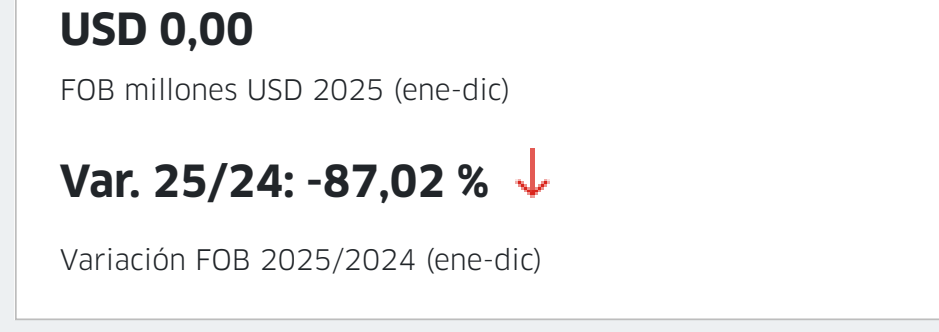 USD 0,00
FOB millones USD 2025 (ene-dic)
Var. 25/24: -87,02 %
Variación FOB 2025/2024 (ene-dic)